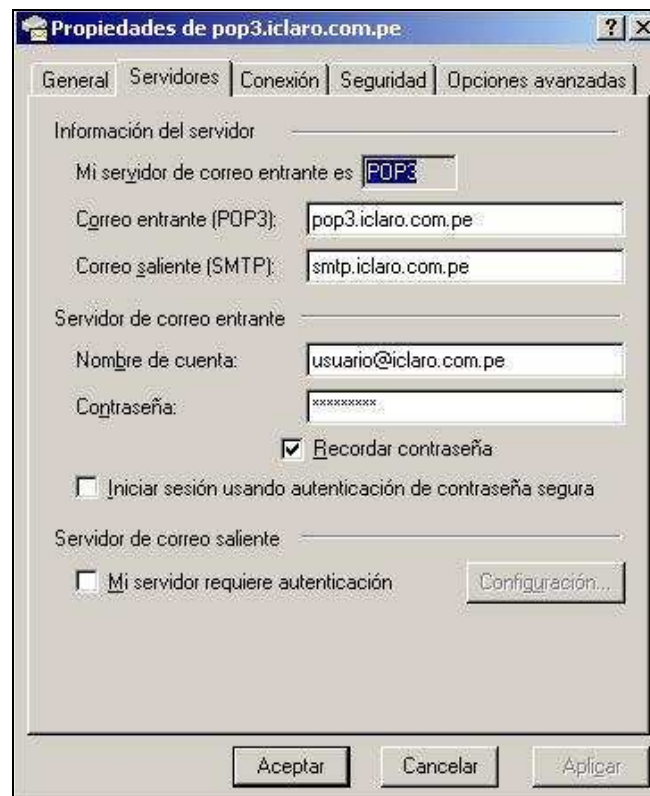 Propiedades de pop3.iclaro.com.pe
General Servidores Conexión Seguridad Opciones avanzadas
Información del servidor
Mi servidor de correo entrante es POP3
Correo entrante (POP3): pop3.iclaro.com.pe
Correo saliente (SMTP): smtp.iclaro.com.pe
Servidor de correo entrante
Nombre de cuenta: usuario@iclaro.com.pe
Contraseña: *********
Recordar contraseña
Iniciar sesión usando autenticación de contraseña segura
Servidor de correo saliente
Mi servidor requiere autenticación Configuración...
Aceptar Cancelar Aplicar